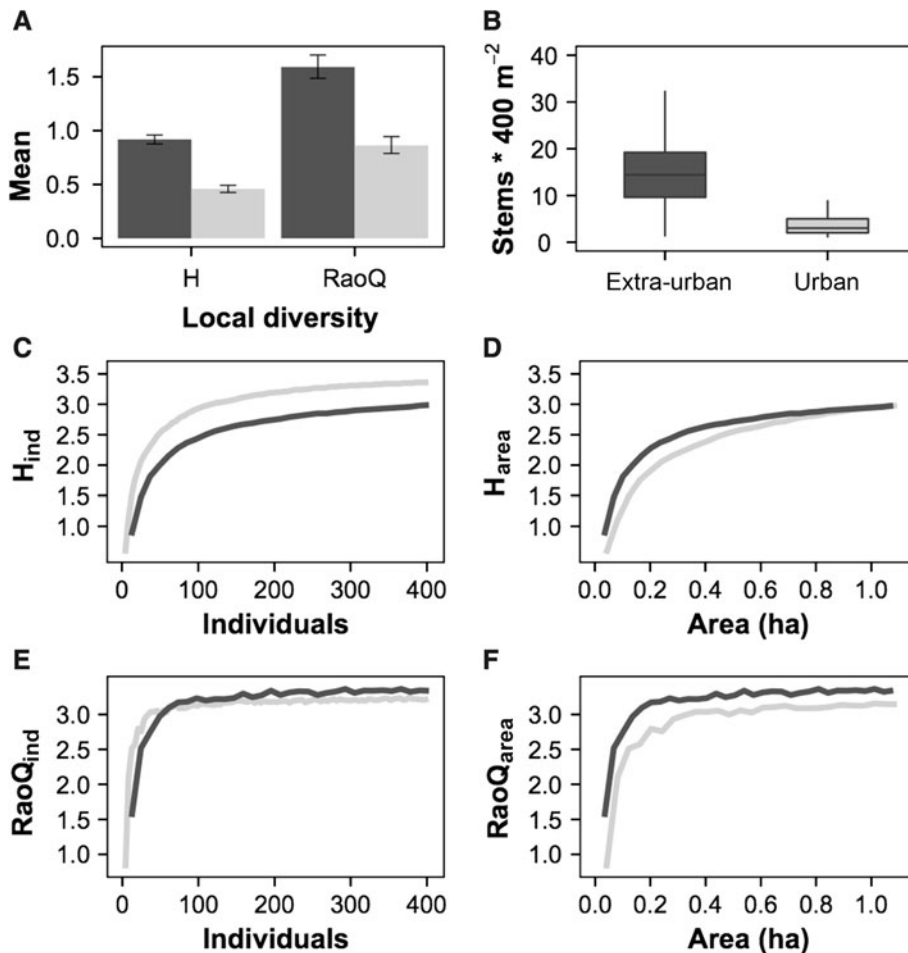 A
Mean
1.5
1.0
0.5
0.0
H RaoQ
Local diversity
B
Stems * 400 m⁻²
40
30
20
10
0
Extra-urban Urban
C
H_ind
3.5
3.0
2.5
2.0
1.5
1.0
0 100 200 300 400
Individuals
D
H_area
3.5
3.0
2.5
2.0
1.5
1.0
0.0 0.2 0.4 0.6 0.8 1.0
Area (ha)
E
RaoQ_ind
3.0
2.5
2.0
1.5
1.0
0 100 200 300 400
Individuals
F
RaoQ_area
3.0
2.5
2.0
1.5
1.0
0.0 0.2 0.4 0.6 0.8 1.0
Area (ha)